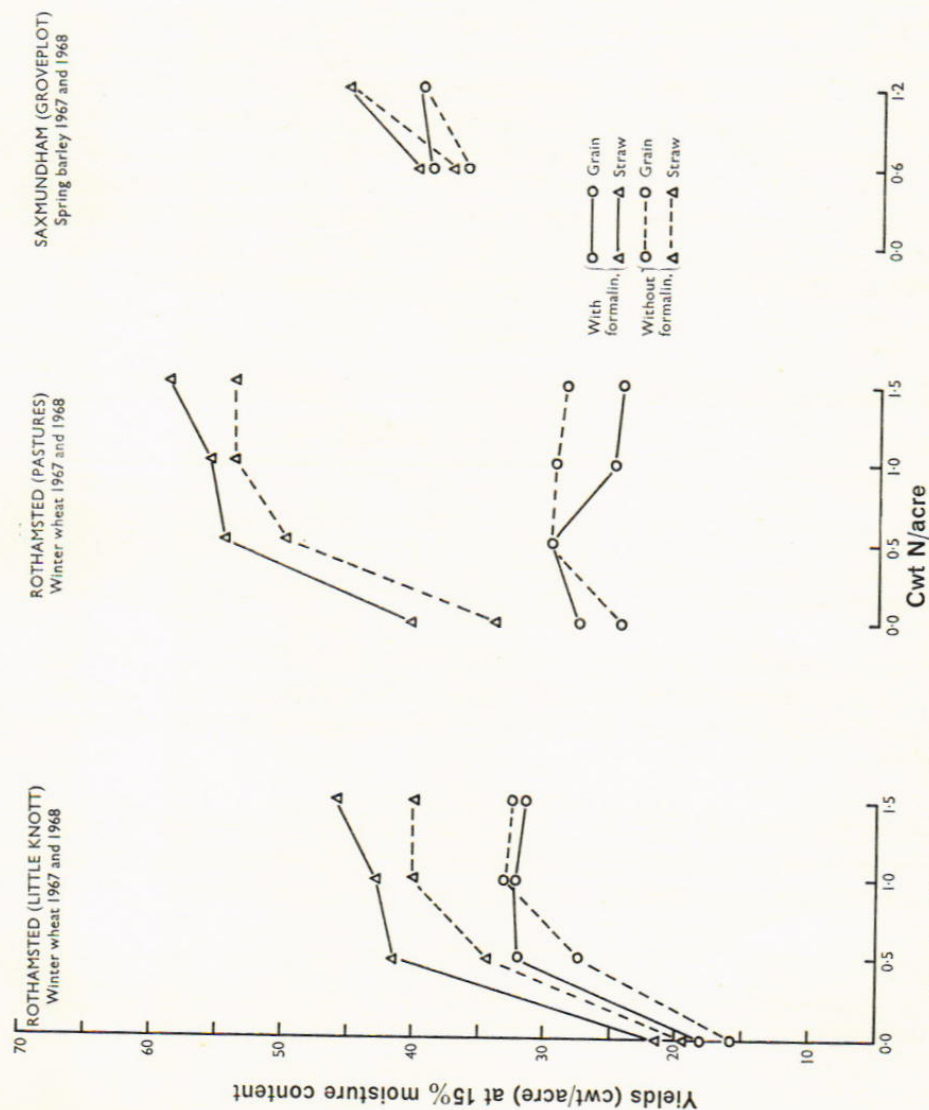 ROTHAMSTED (LITTLE KNOTT)
Winter wheat 1967 and 1968
ROTHAMSTED (PASTURES)
Winter wheat 1967 and 1968
SAXMUNDHAM (GROVEPLOT)
Spring barley 1967 and 1968
70
60
50
40
30
20
10
Yields (cwt/acre) at 15% moisture content
With formalin,
Grain
Straw
Without formalin,
Grain
Straw
0·0 0·5 1·0 1·5
0·0 0·5 1·0 1·5
0·0 0·6 1·2
Cwt N/acre